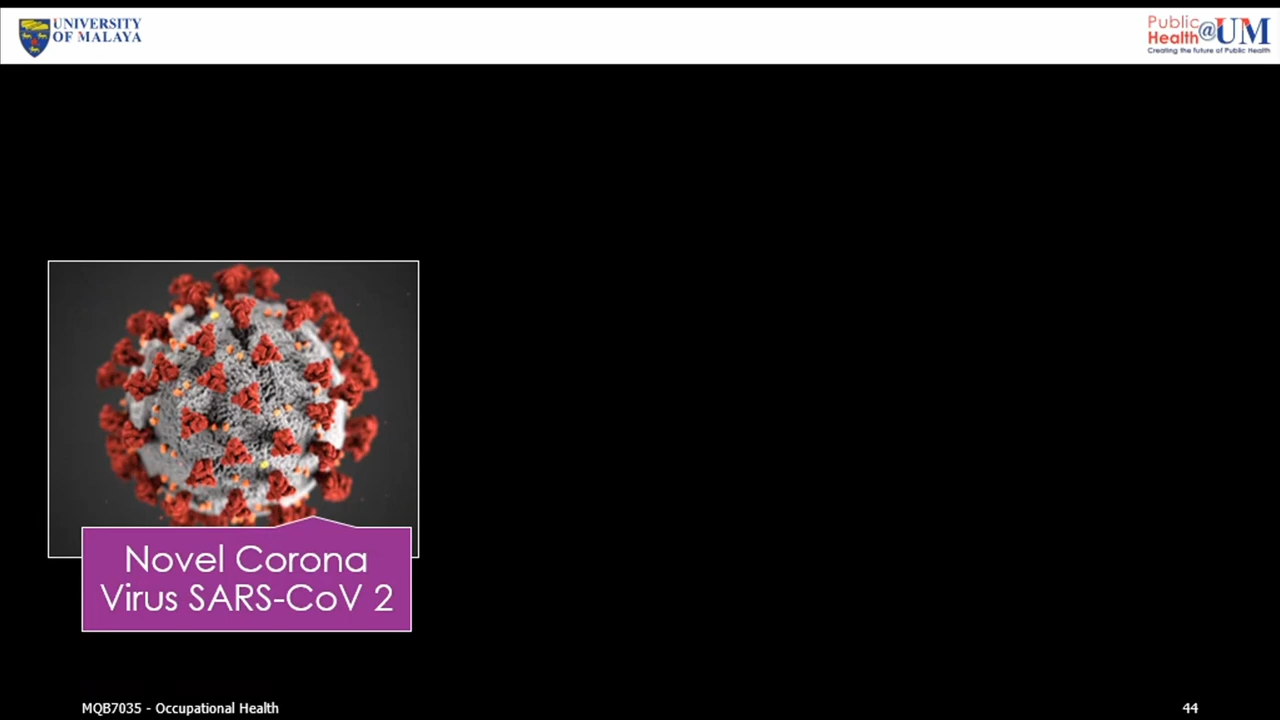 UNIVERSITY
OF MALAYA
Public
Health@UM
Creating the future of Public Health
Novel Corona
Virus SARS-CoV 2
MQB7035 - Occupational Health
44